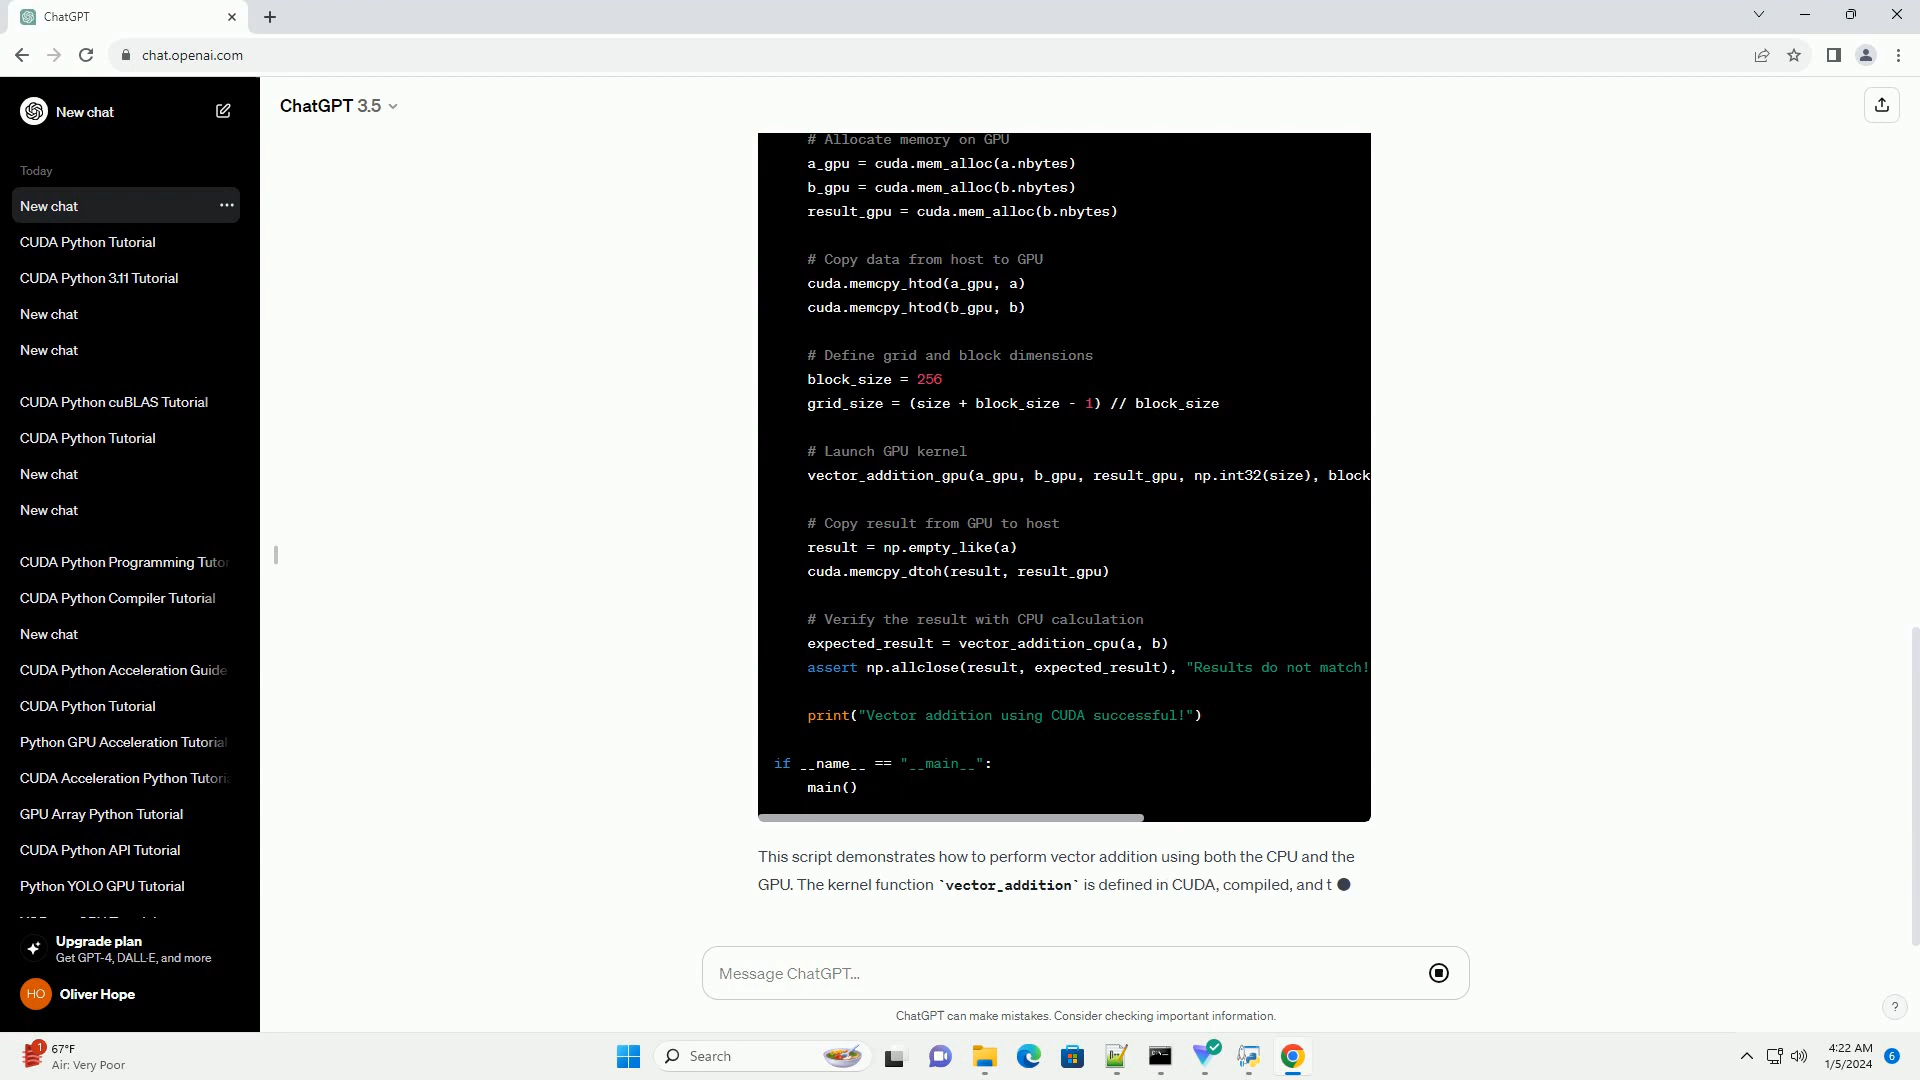 ChatGPT
chat.openai.com
New chat
Today
New chat
CUDA Python Tutorial
CUDA Python 3.11 Tutorial
New chat
New chat
CUDA Python cuBLAS Tutorial
CUDA Python Tutorial
New chat
New chat
CUDA Python Programming Tutor
CUDA Python Compiler Tutorial
New chat
CUDA Python Acceleration Guide
CUDA Python Tutorial
Python GPU Acceleration Tutorial
CUDA Acceleration Python Tutoria
GPU Array Python Tutorial
CUDA Python API Tutorial
Python YOLO GPU Tutorial
Upgrade plan
Get GPT-4, DALL·E, and more
HO Oliver Hope
ChatGPT 3.5
# Allocate memory on GPU
a_gpu = cuda.mem_alloc(a.nbytes)
b_gpu = cuda.mem_alloc(b.nbytes)
result_gpu = cuda.mem_alloc(b.nbytes)
# Copy data from host to GPU
cuda.memcpy_htod(a_gpu, a)
cuda.memcpy_htod(b_gpu, b)
# Define grid and block dimensions
block_size = 256
grid_size = (size + block_size - 1) // block_size
# Launch GPU kernel
vector_addition_gpu(a_gpu, b_gpu, result_gpu, np.int32(size), block
# Copy result from GPU to host
result = np.empty_like(a)
cuda.memcpy_dtoh(result, result_gpu)
# Verify the result with CPU calculation
expected_result = vector_addition_cpu(a, b)
assert np.allclose(result, expected_result), "Results do not match!
print("Vector addition using CUDA successful!")
if __name__ == "__main__":
main()
This script demonstrates how to perform vector addition using both the CPU and the
GPU. The kernel function `vector_addition` is defined in CUDA, compiled, and t
Message ChatGPT...
ChatGPT can make mistakes. Consider checking important information.
?
1
67°F
Air: Very Poor
Search
4:22 AM
1/5/2024
6